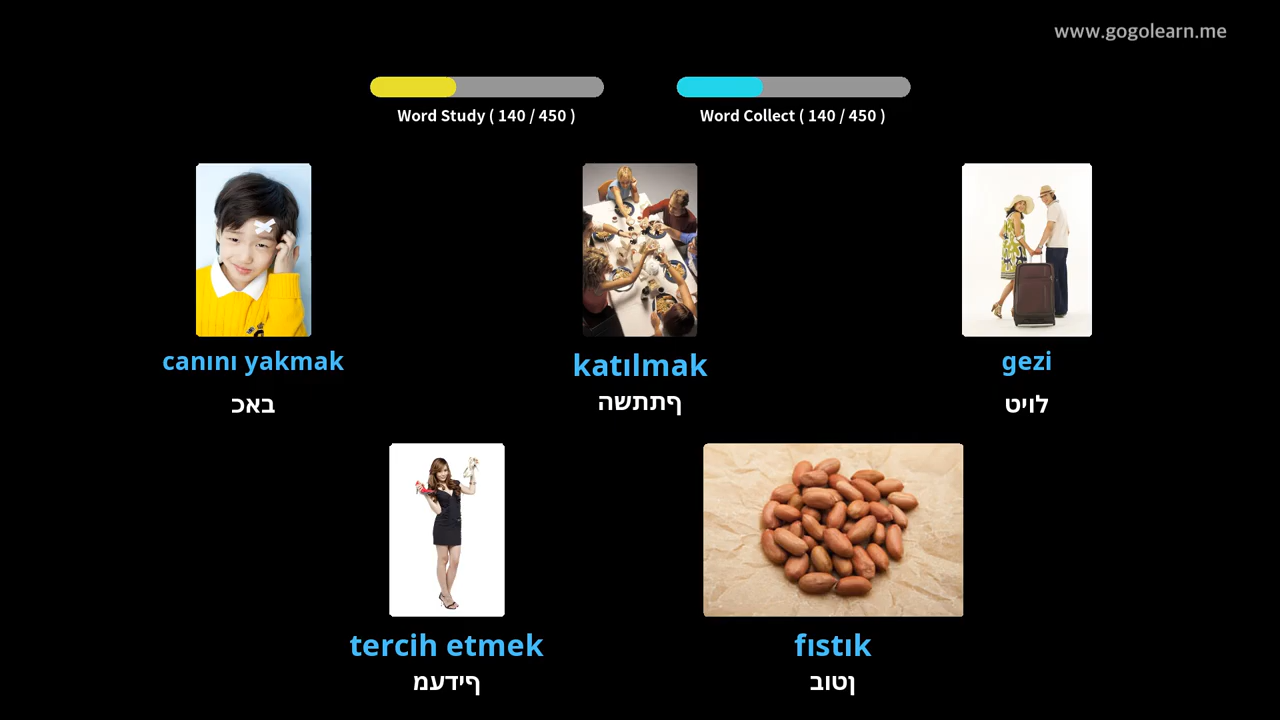 www.gogolearn.me
Word Study ( 140 / 450 )
Word Collect ( 140 / 450 )
canını yakmak
באכ
katılmak
ףתתשה
gezi
לויט
tercih etmek
ףידעמ
fıstık
ןטוב